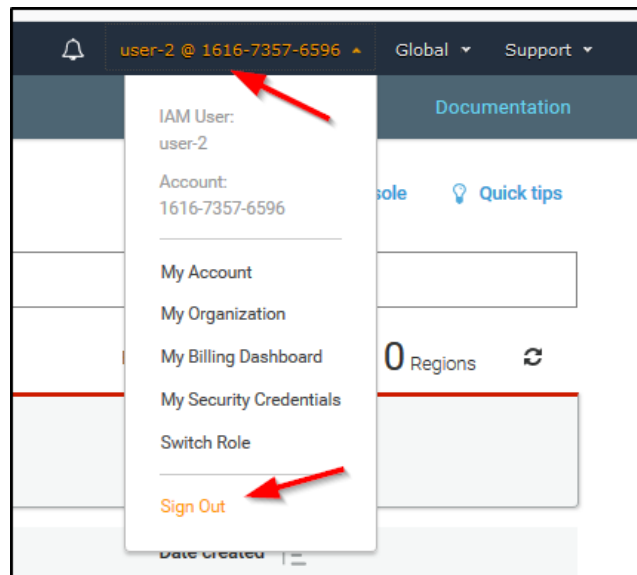 user-2 @ 1616-7357-6596 Global Support
Documentation
IAM User:
user-2
Account:
1616-7357-6596
Quick tips
My Account
My Organization
My Billing Dashboard
0 Regions
My Security Credentials
Switch Role
Sign Out
Date created